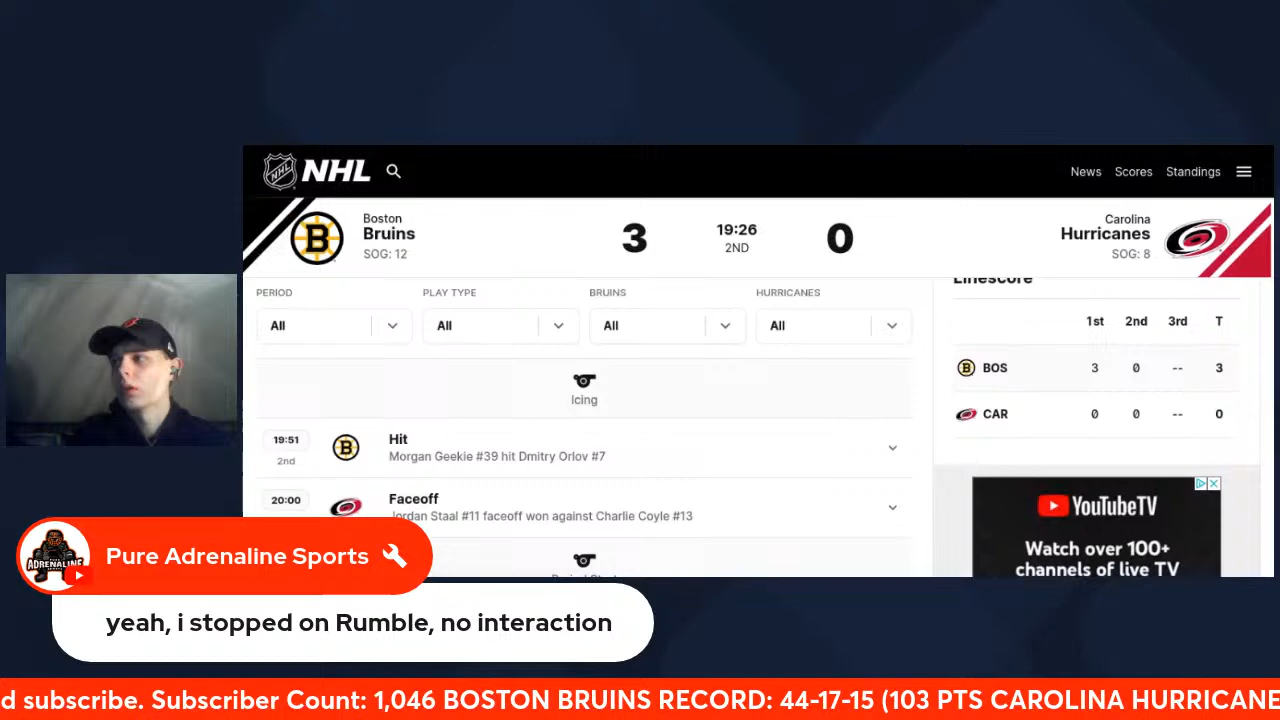 NHL
News Scores Standings
Boston
Bruins
SOG: 12
3
19:26
2ND
0
Carolina
Hurricanes
SOG: 8
PERIOD PLAY TYPE BRUINS HURRICANES
All All All All
Icing
19:51
2nd
Hit
Morgan Geekie #39 hit Dmitry Orlov #7
20:00
Faceoff
Jordan Staal #11 faceoff won against Charlie Coyle #13
Linescore
1st 2nd 3rd T
BOS 3 0 -- 3
CAR 0 0 -- 0
YouTubeTV
Watch over 100+
channels of live TV
ADRENALINE
Pure Adrenaline Sports
yeah, i stopped on Rumble, no interaction
d subscribe. Subscriber Count: 1,046 BOSTON BRUINS RECORD: 44-17-15 (103 PTS CAROLINA HURRICANE